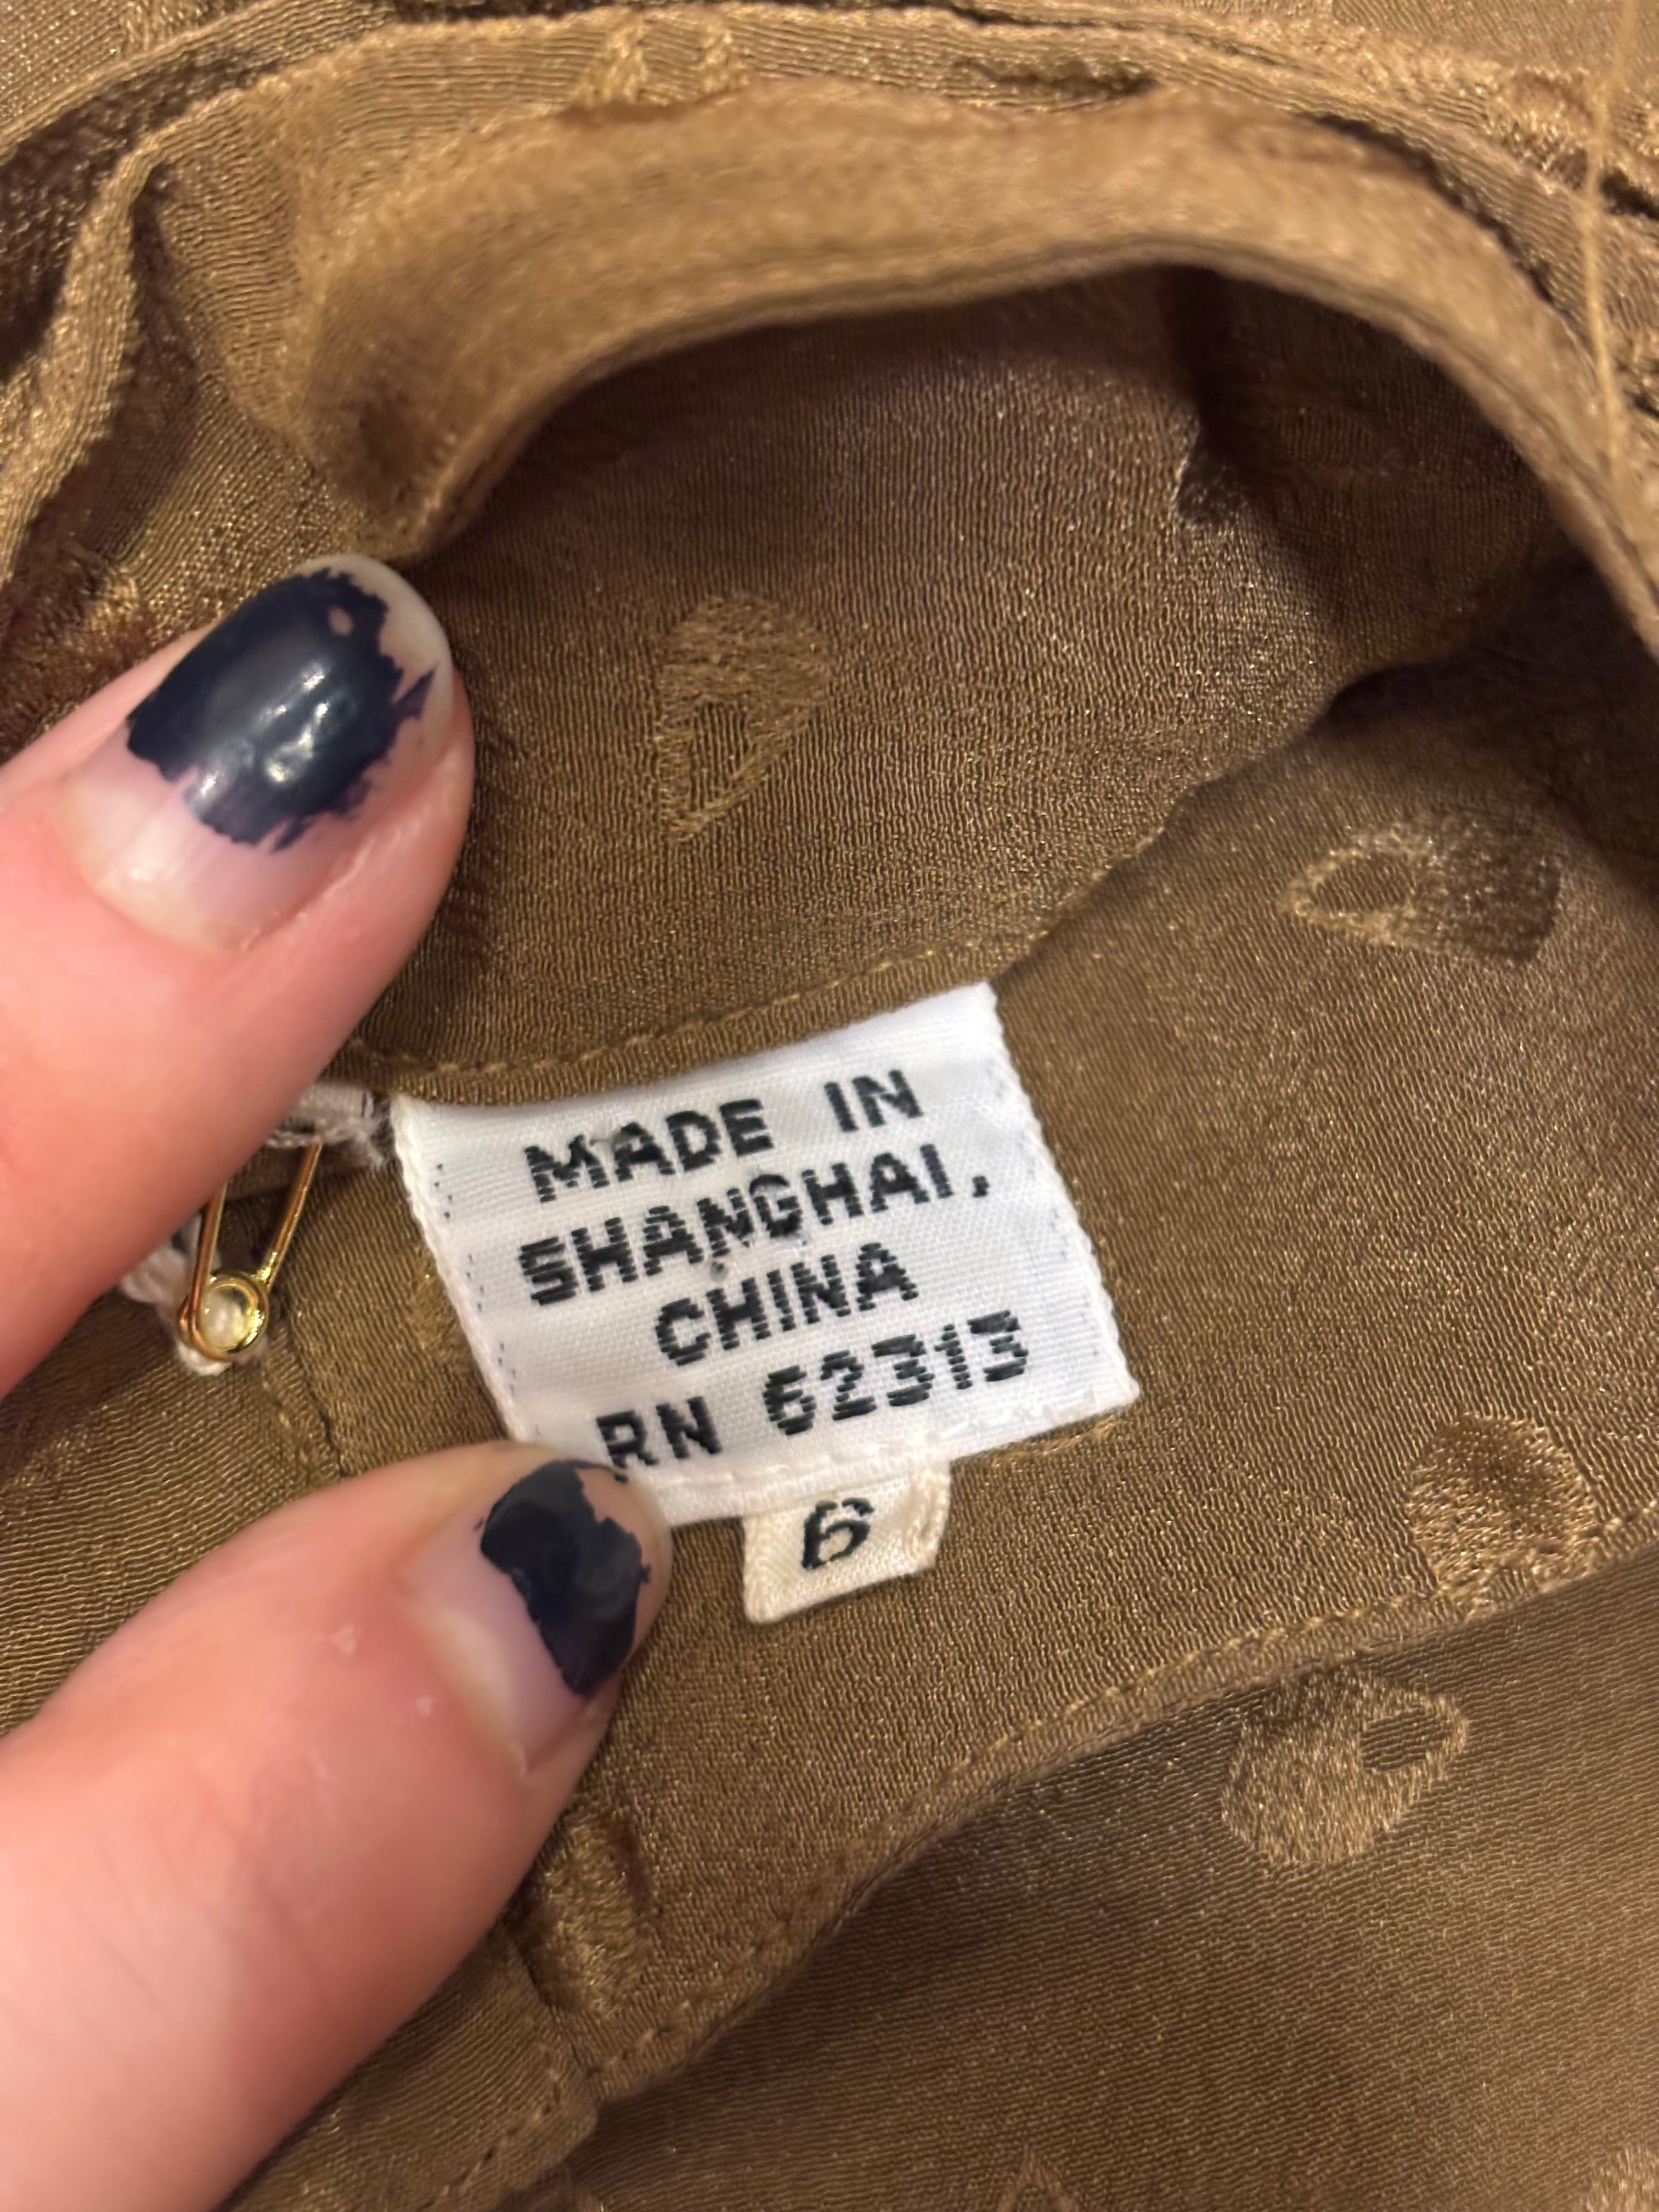 MADE IN
SHANGHAI,
CHINA
RN 62313
6